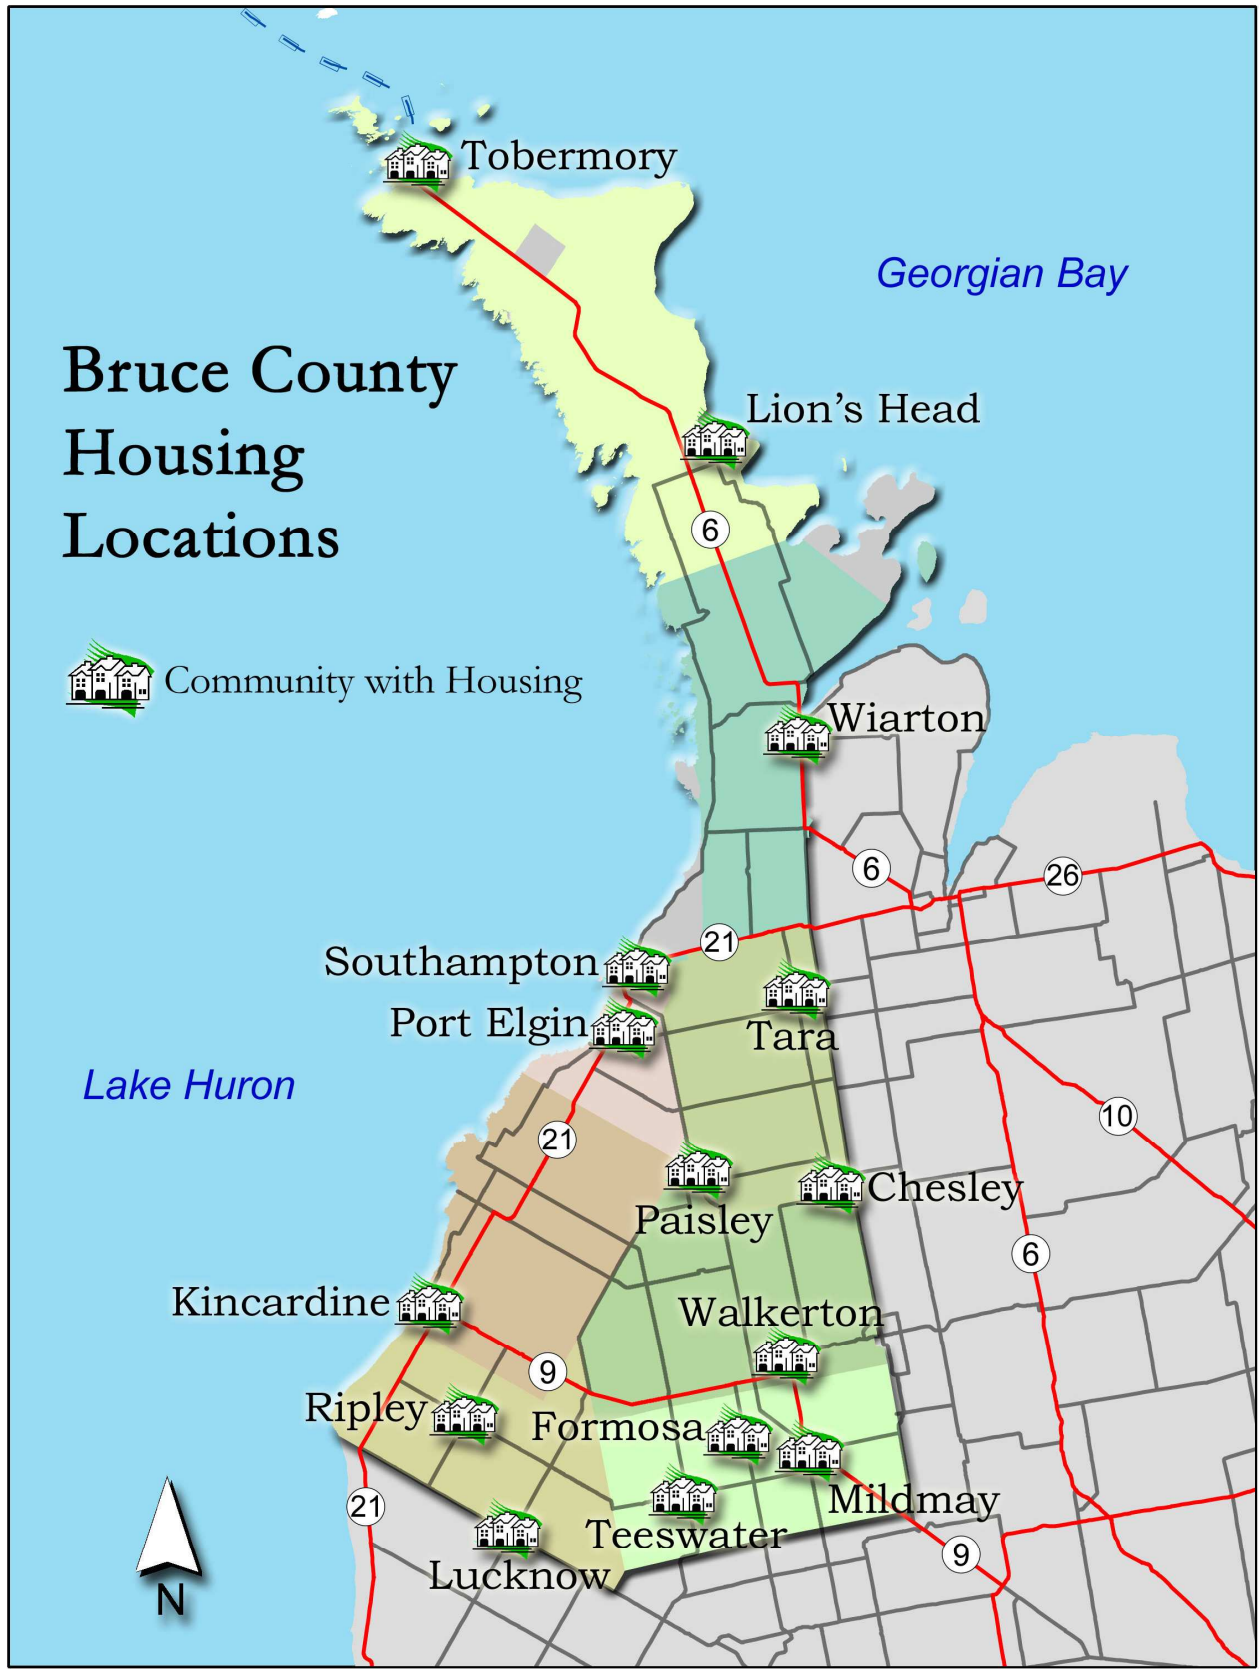 Tobermory
Georgian Bay
Bruce County
Housing
Locations
Lion's Head
6
Community with Housing
Wiarton
6
26
21
Southampton
Port Elgin
Tara
Lake Huron
10
21
Chesley
Paisley
6
Kincardine
Walkerton
9
Ripley
Formosa
21
Mildmay
Teeswater
9
Lucknow
N